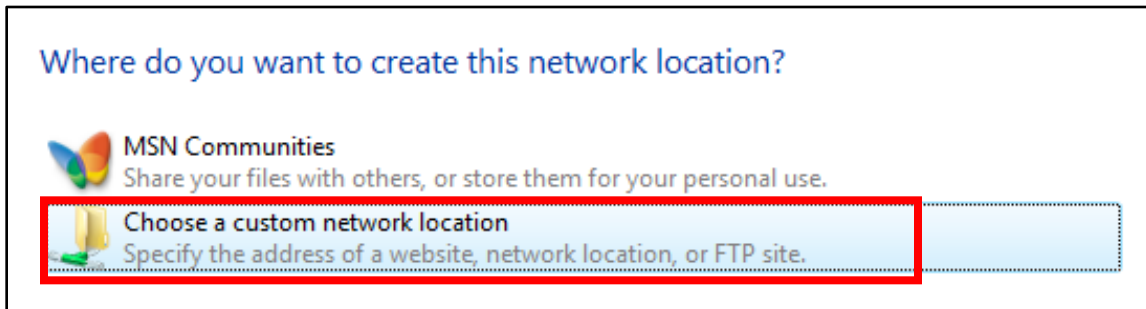 Where do you want to create this network location?
MSN Communities
Share your files with others, or store them for your personal use.
Choose a custom network location
Specify the address of a website, network location, or FTP site.